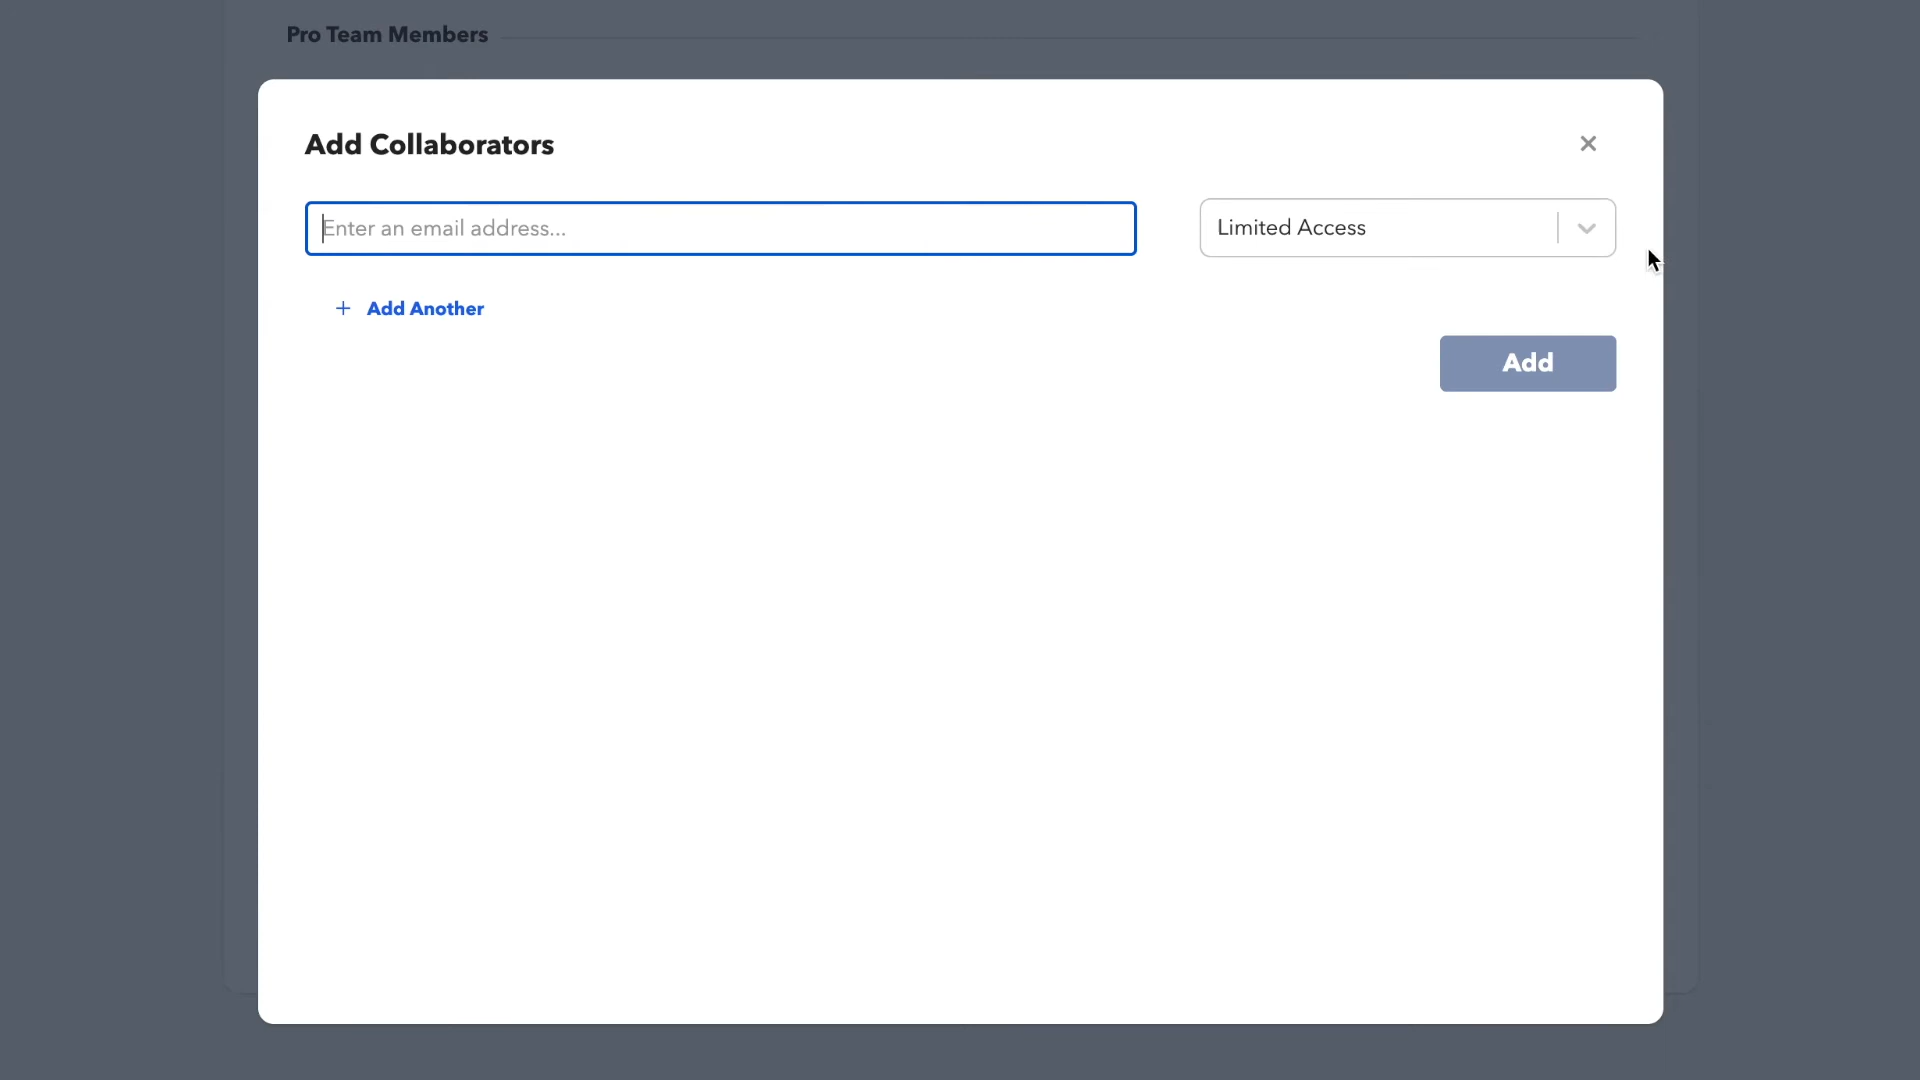 Pro Team Members
Add Collaborators
Enter an email address...
Limited Access
+ Add Another
Add